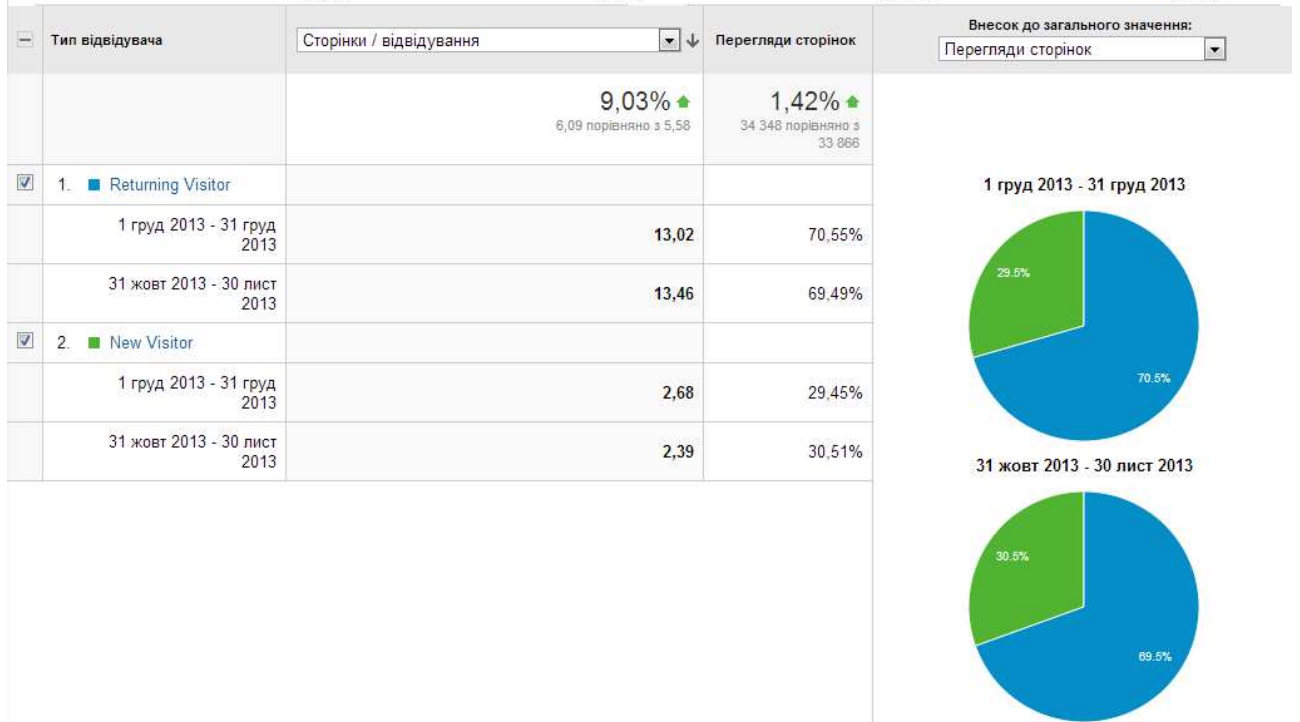 Тип відвідувача
Сторінки / відвідування
Перегляди сторінок
Внесок до загального значення:
Перегляди сторінок
9,03%
6,09 порівняно з 5,58
1,42%
34 348 порівняно з
33 866
1. Returning Visitor
1 груд 2013 - 31 груд
2013
13,02
70,55%
31 жовт 2013 - 30 лист
2013
13,46
69,49%
2. New Visitor
1 груд 2013 - 31 груд
2013
2,68
29,45%
31 жовт 2013 - 30 лист
2013
2,39
30,51%
1 груд 2013 - 31 груд 2013
29.5%
70.5%
31 жовт 2013 - 30 лист 2013
30.5%
69.5%